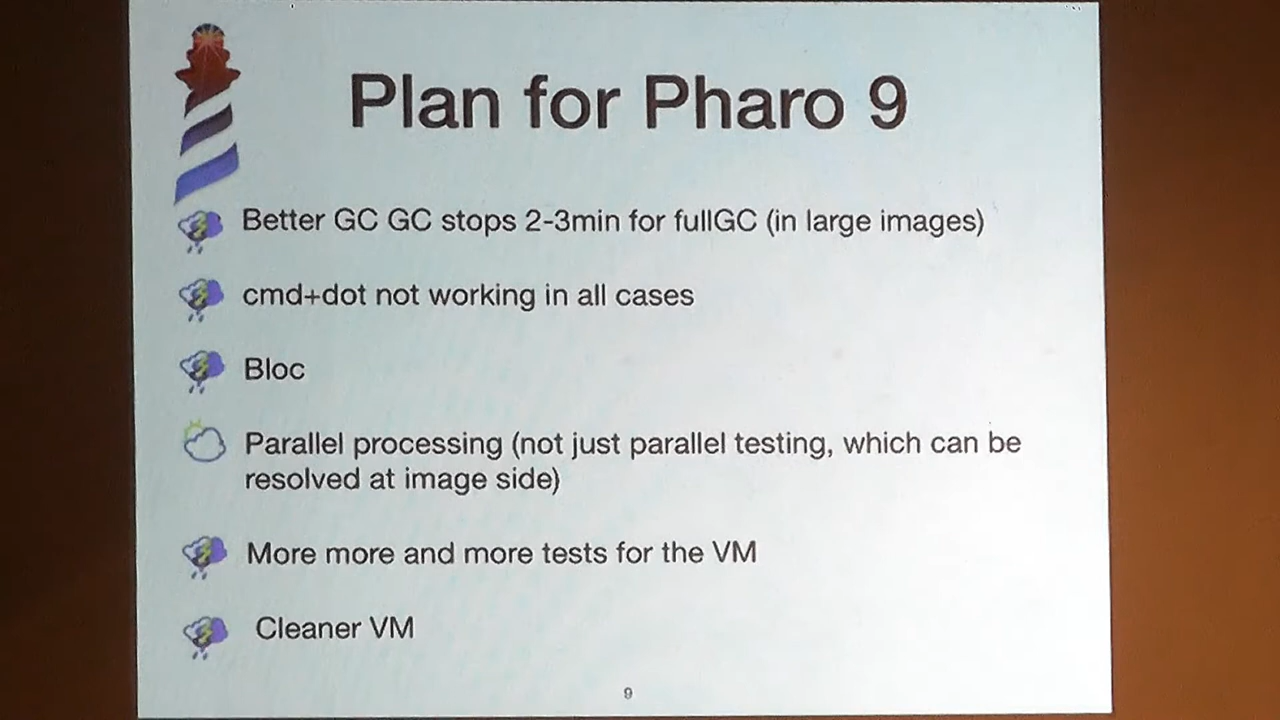 Plan for Pharo 9
Better GC GC stops 2-3min for fullGC (in large images)
cmd+dot not working in all cases
Bloc
Parallel processing (not just parallel testing, which can be
resolved at image side)
More more and more tests for the VM
Cleaner VM
9